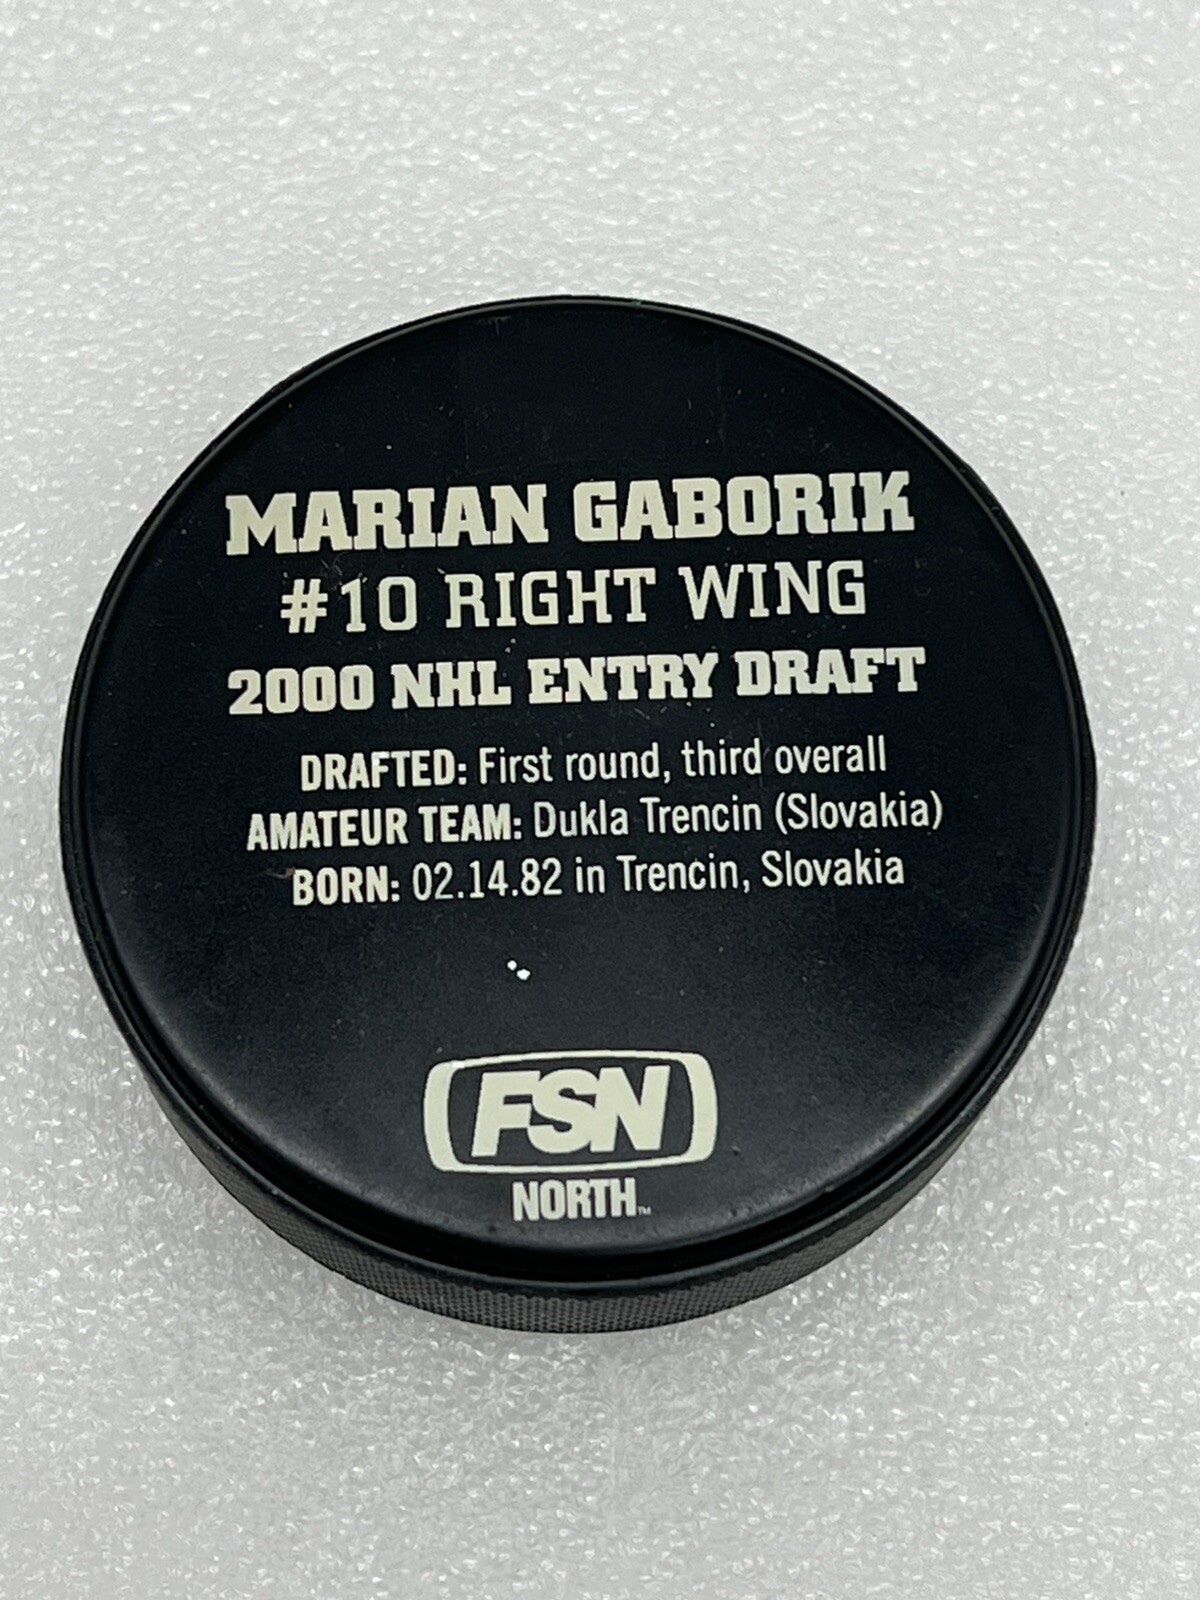 MARIAN GABORIK
#10 RIGHT WING
2000 NHL ENTRY DRAFT
DRAFTED: First round, third overall
AMATEUR TEAM: Dukla Trencin (Slovakia)
BORN: 02.14.82 in Trencin, Slovakia
FSN
NORTH™